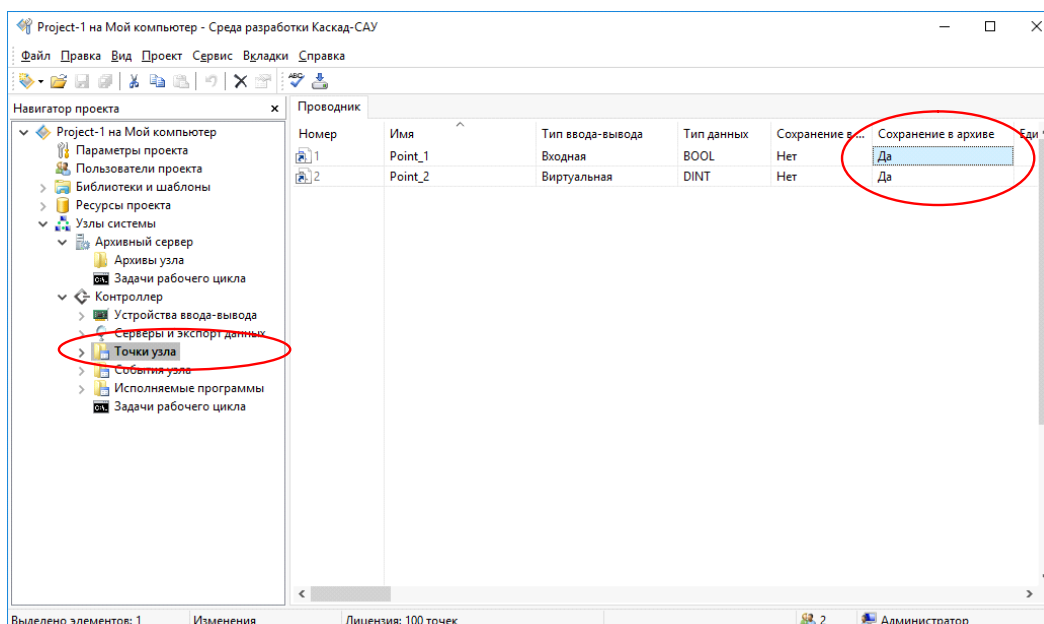 Project-1 на Мой компьютер - Среда разработки Каскад-САУ
Файл Правка Вид Проект Сервис Вкладки Справка
Навигатор проекта
Project-1 на Мой компьютер
Параметры проекта
Пользователи проекта
Библиотеки и шаблоны
Ресурсы проекта
Узлы системы
Архивный сервер
Архивы узла
Задачи рабочего цикла
Контроллер
Устройства ввода-вывода
Серверы и экспорт данных
Точки узла
События узла
Исполняемые программы
Задачи рабочего цикла
Проводник
Номер Имя Тип ввода-вывода Тип данных Сохранение в ... Сохранение в архиве Еди
1 Point_1 Входная BOOL Нет Да
2 Point_2 Виртуальная DINT Нет Да
Выделено элементов: 1 Изменения Лицензия: 100 точек 2 Администратор